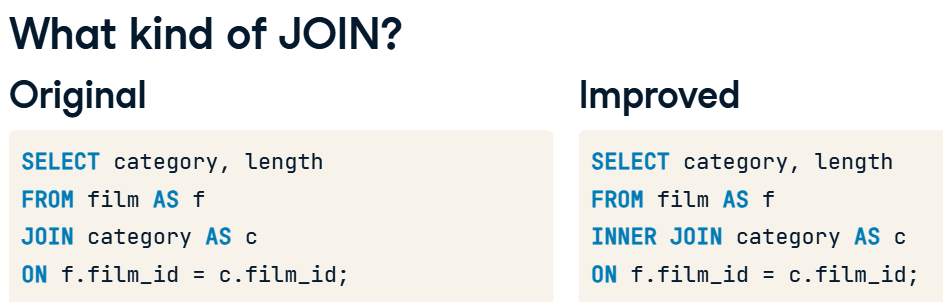 What kind of JOIN?
Original
SELECT category, length
FROM film AS f
JOIN category AS c
ON f.film_id = c.film_id;
Improved
SELECT category, length
FROM film AS f
INNER JOIN category AS c
ON f.film_id = c.film_id;